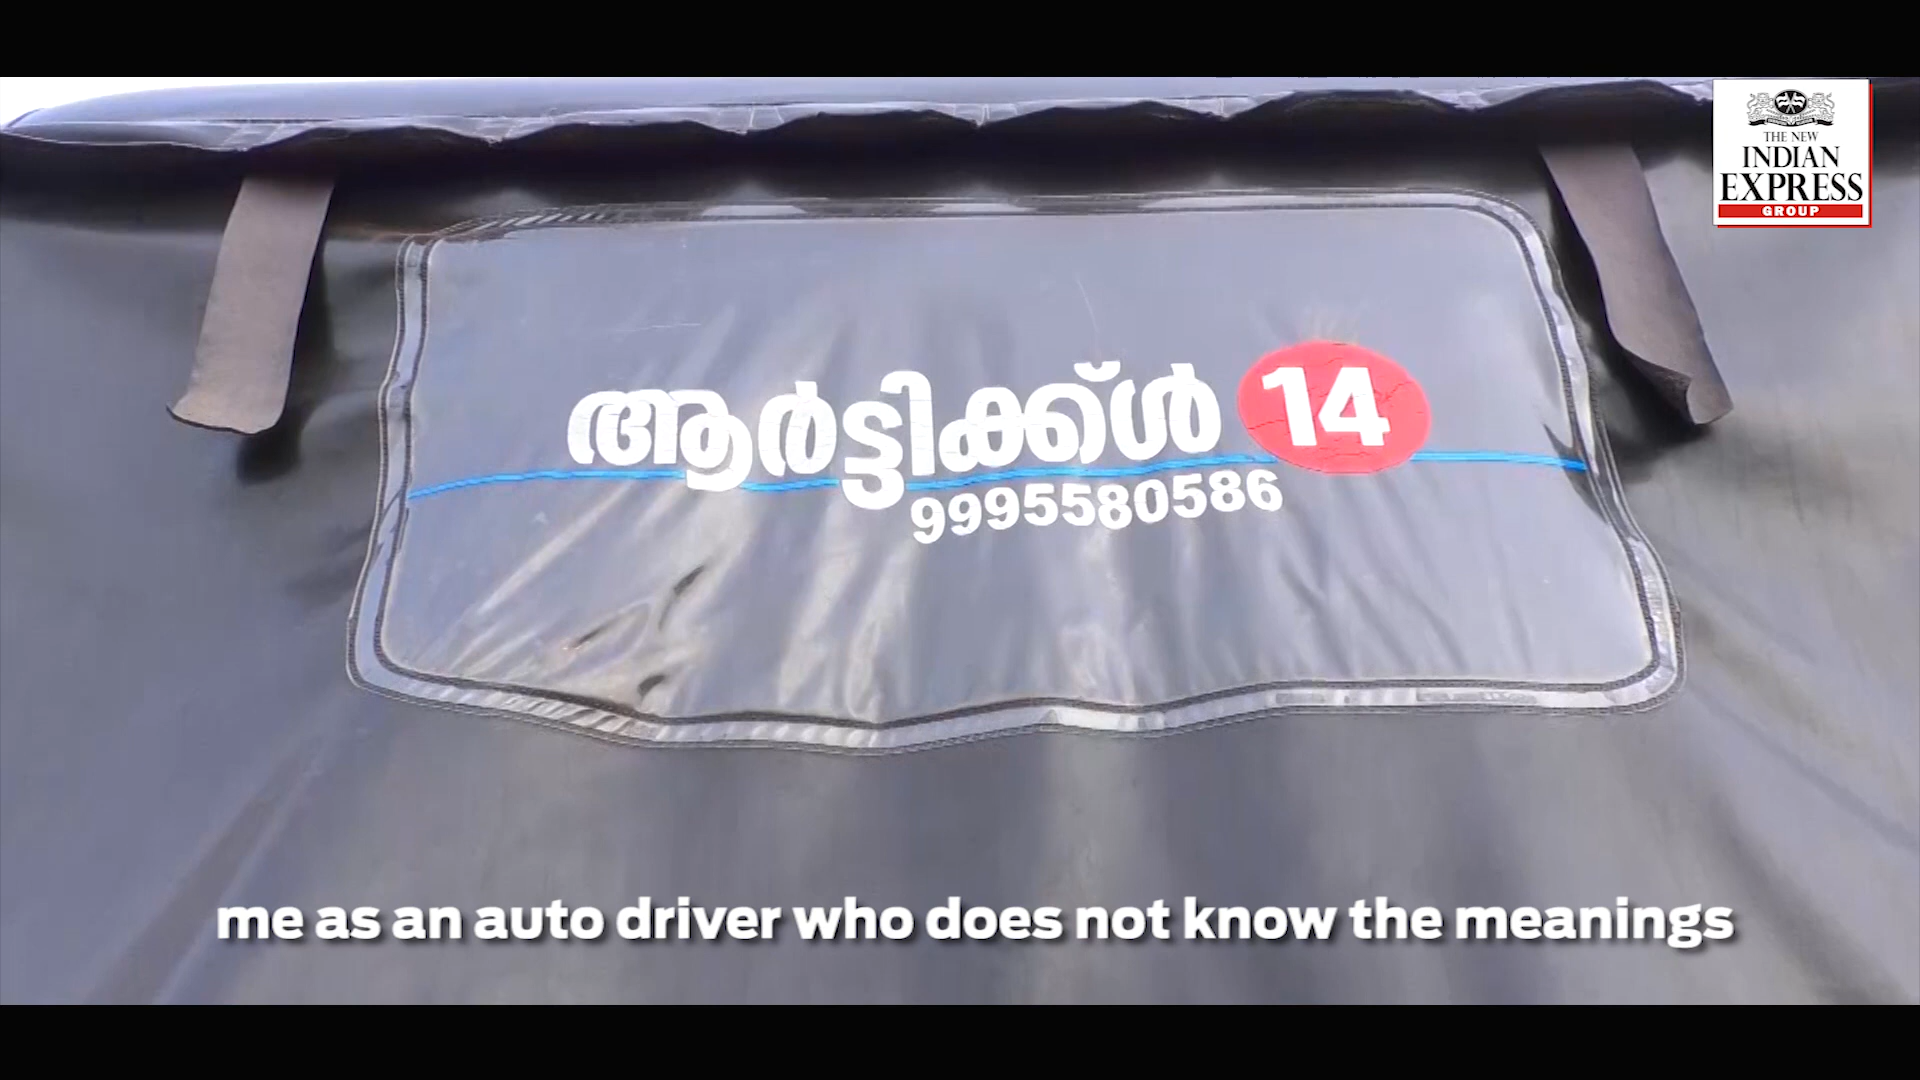 THE NEW
INDIAN
EXPRESS
GROUP
ആർട്ടിക്ക്ൾ 14
9995580586
me as an auto driver who does not know the meanings